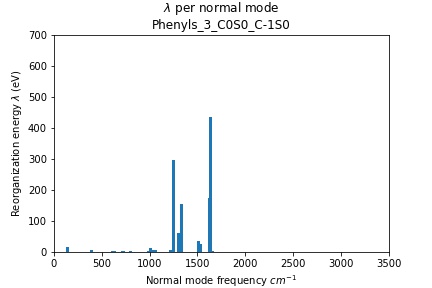 λ per normal mode
Phenyls_3_C0S0_C-1S0
700
600
500
400
300
200
100
0
Reorganization energy λ (eV)
0 500 1000 1500 2000 2500 3000 3500
Normal mode frequency cm⁻¹